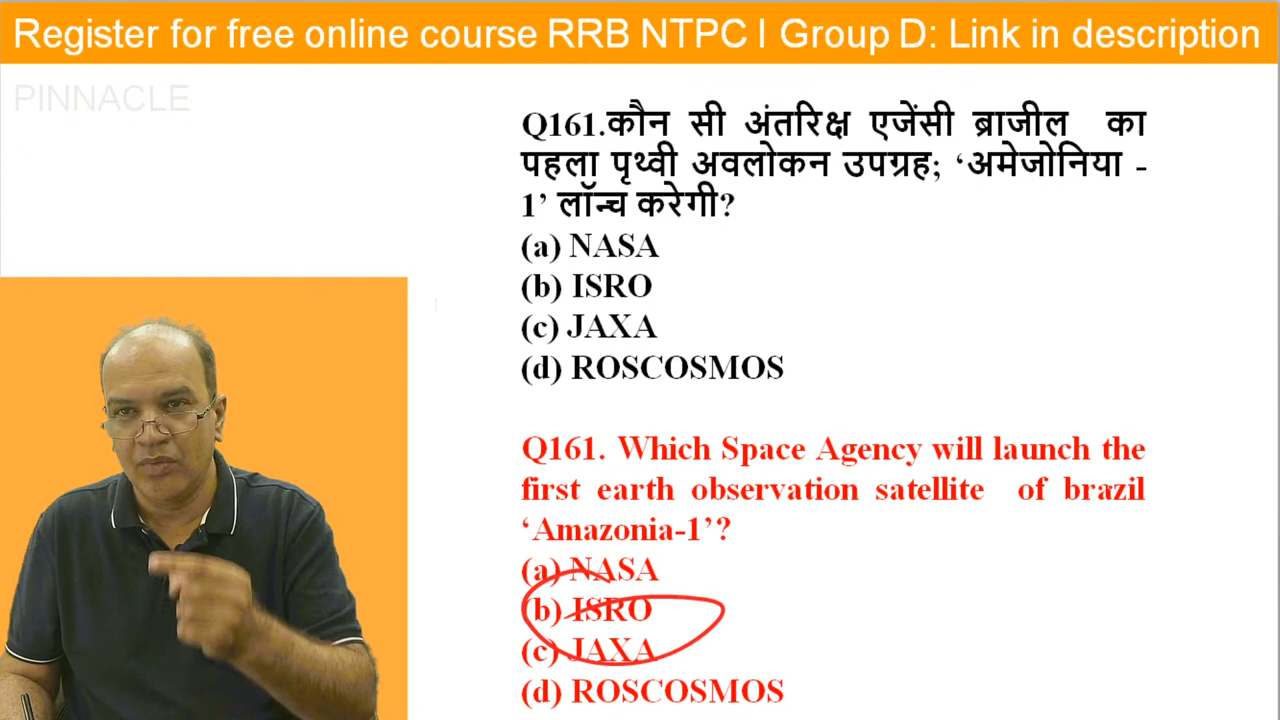 Register for free online course RRB NTPC I Group D: Link in description
PINNACLE
Q161.कौन सी अंतरिक्ष एजेंसी ब्राजील का
पहला पृथ्वी अवलोकन उपग्रह; ‘अमेजोनिया -
1’ लॉन्च करेगी?
(a) NASA
(b) ISRO
(c) JAXA
(d) ROSCOSMOS
Q161. Which Space Agency will launch the
first earth observation satellite of brazil
‘Amazonia-1’?
(a) NASA
(b) ISRO
(c) JAXA
(d) ROSCOSMOS